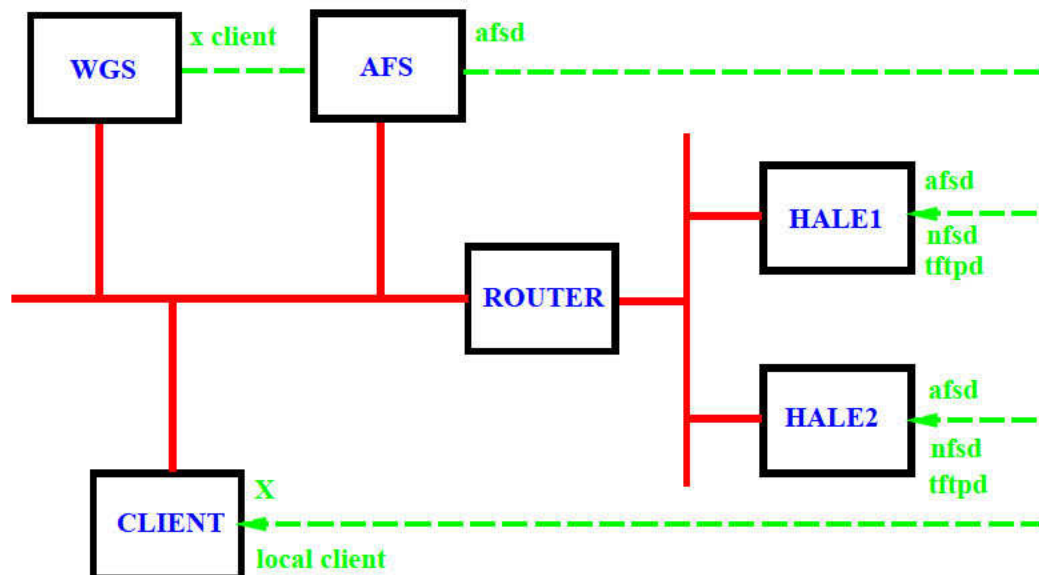 x client
afsd
WGS
AFS
afsd
HALE1
nfsd
tftpd
ROUTER
afsd
HALE2
nfsd
tftpd
X
CLIENT
local client